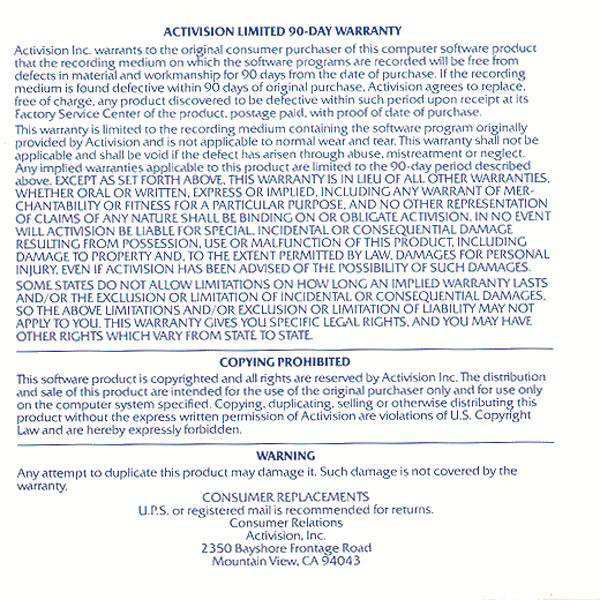 ACTIVISION LIMITED 90-DAY WARRANTY
Activision Inc. warrants to the original consumer purchaser of this computer software product
that the recording medium on which the software programs are recorded will be free from
defects in material and workmanship for 90 days from the date of purchase. If the recording
medium is found defective within 90 days of original purchase, Activision agrees to replace,
free of charge, any product discovered to be defective within such period upon receipt at its
Factory Service Center of the product, postage paid, with proof of date of purchase.
This warranty is limited to the recording medium containing the software program originally
provided by Activision and is not applicable to normal wear and tear. This warranty shall not be
applicable and shall be void if the defect has arisen through abuse, mistreatment or neglect.
Any implied warranties applicable to this product are limited to the 90-day period described
above. EXCEPT AS SET FORTH ABOVE, THIS WARRANTY IS IN LIEU OF ALL OTHER WARRANTIES,
WHETHER ORAL OR WRITTEN, EXPRESS OR IMPLIED, INCLUDING ANY WARRANT OF MER-
CHANTABILITY OR FITNESS FOR A PARTICULAR PURPOSE, AND NO OTHER REPRESENTATION
OF CLAIMS OF ANY NATURE SHALL BE BINDING ON OR OBLIGATE ACTIVISION. IN NO EVENT
WILL ACTIVISION BE LIABLE FOR SPECIAL, INCIDENTAL OR CONSEQUENTIAL DAMAGE
RESULTING FROM POSSESSION, USE OR MALFUNCTION OF THIS PRODUCT, INCLUDING
DAMAGE TO PROPERTY AND, TO THE EXTENT PERMITTED BY LAW, DAMAGES FOR PERSONAL
INJURY, EVEN IF ACTIVISION HAS BEEN ADVISED OF THE POSSIBILITY OF SUCH DAMAGES.
SOME STATES DO NOT ALLOW LIMITATIONS ON HOW LONG AN IMPLIED WARRANTY LASTS
AND/OR THE EXCLUSION OR LIMITATION OF INCIDENTAL OR CONSEQUENTIAL DAMAGES,
SO THE ABOVE LIMITATIONS AND/OR EXCLUSION OR LIMITATION OF LIABILITY MAY NOT
APPLY TO YOU. THIS WARRANTY GIVES YOU SPECIFIC LEGAL RIGHTS, AND YOU MAY HAVE
OTHER RIGHTS WHICH VARY FROM STATE TO STATE.
COPYING PROHIBITED
This software product is copyrighted and all rights are reserved by Activision Inc. The distribution
and sale of this product are intended for the use of the original purchaser only and for use only
on the computer system specified. Copying, duplicating, selling or otherwise distributing this
product without the express written permission of Activision are violations of U.S. Copyright
Law and are hereby expressly forbidden.
WARNING
Any attempt to duplicate this product may damage it. Such damage is not covered by the
warranty.
CONSUMER REPLACEMENTS
U.P.S. or registered mail is recommended for returns.
Consumer Relations
Activision, Inc.
2350 Bayshore Frontage Road
Mountain View, CA 94043